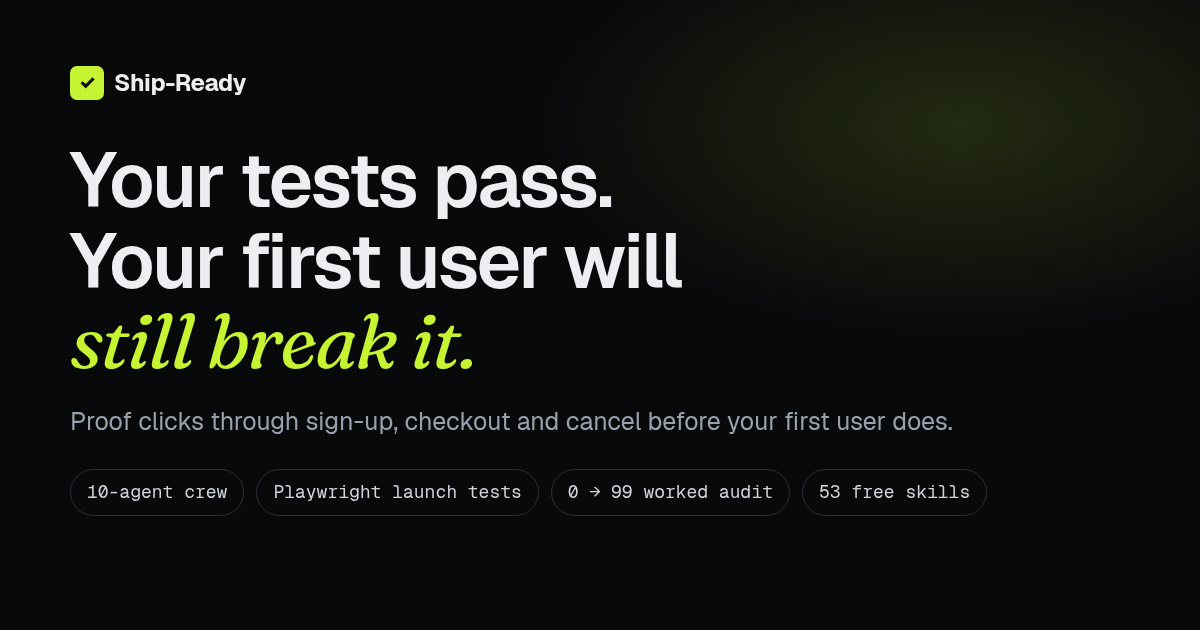 Ship-Ready
Your tests pass.
Your first user will
still break it.
Proof clicks through sign-up, checkout and cancel before your first user does.
10-agent crew
Playwright launch tests
0 → 99 worked audit
53 free skills